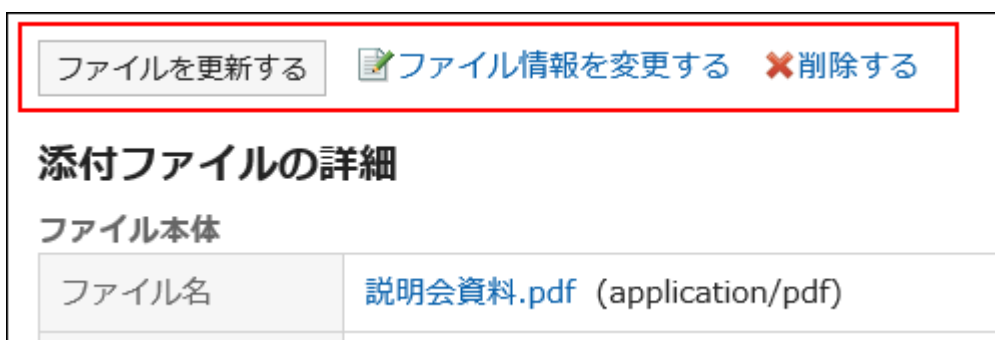 ファイルを更新する ファイル情報を変更する 削除する
添付ファイルの詳細
ファイル本体
ファイル名 説明会資料.pdf (application/pdf)